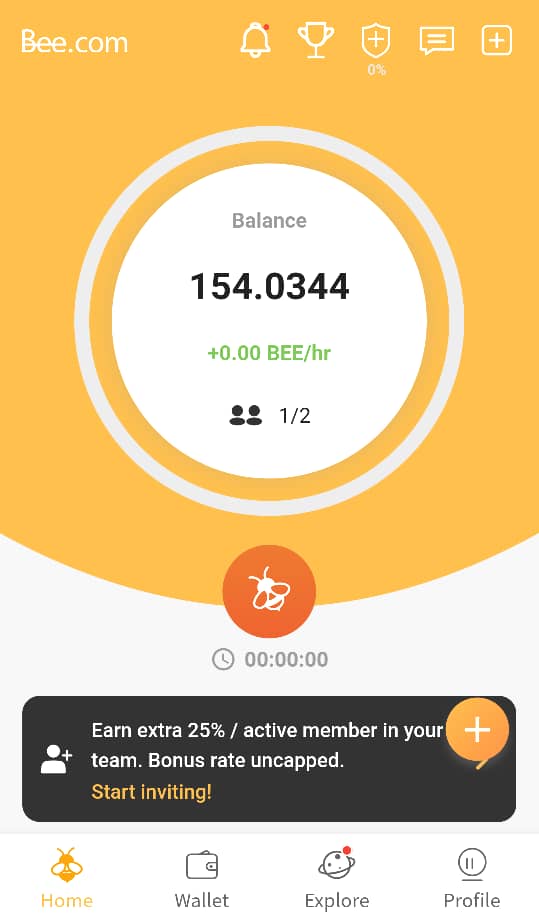 Bee.com
0%
Balance
154.0344
+0.00 BEE/hr
1/2
00:00:00
Earn extra 25% / active member in your
team. Bonus rate uncapped.
Start inviting!
Home
Wallet
Explore
Profile